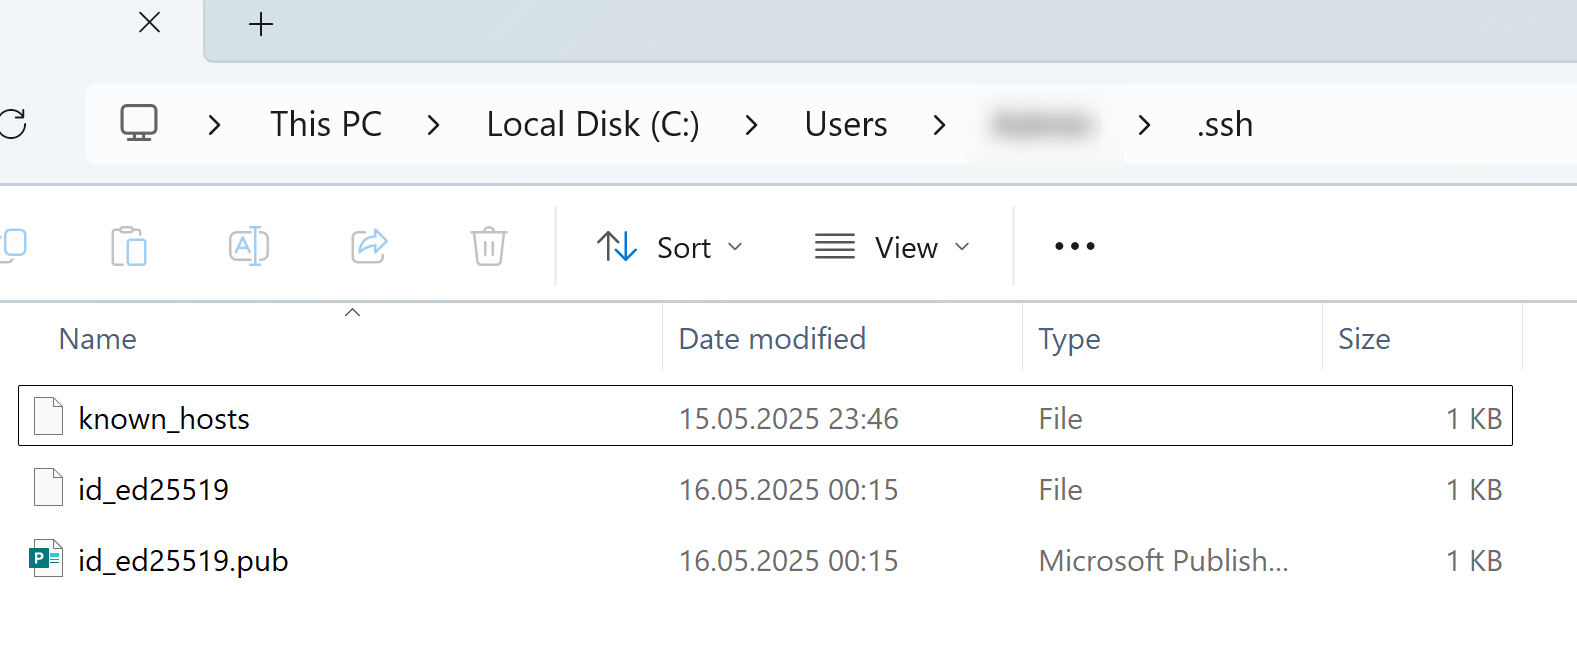 This PC Local Disk (C:) Users .ssh
Sort View
Name Date modified Type Size
known_hosts 15.05.2025 23:46 File 1 KB
id_ed25519 16.05.2025 00:15 File 1 KB
id_ed25519.pub 16.05.2025 00:15 Microsoft Publish... 1 KB